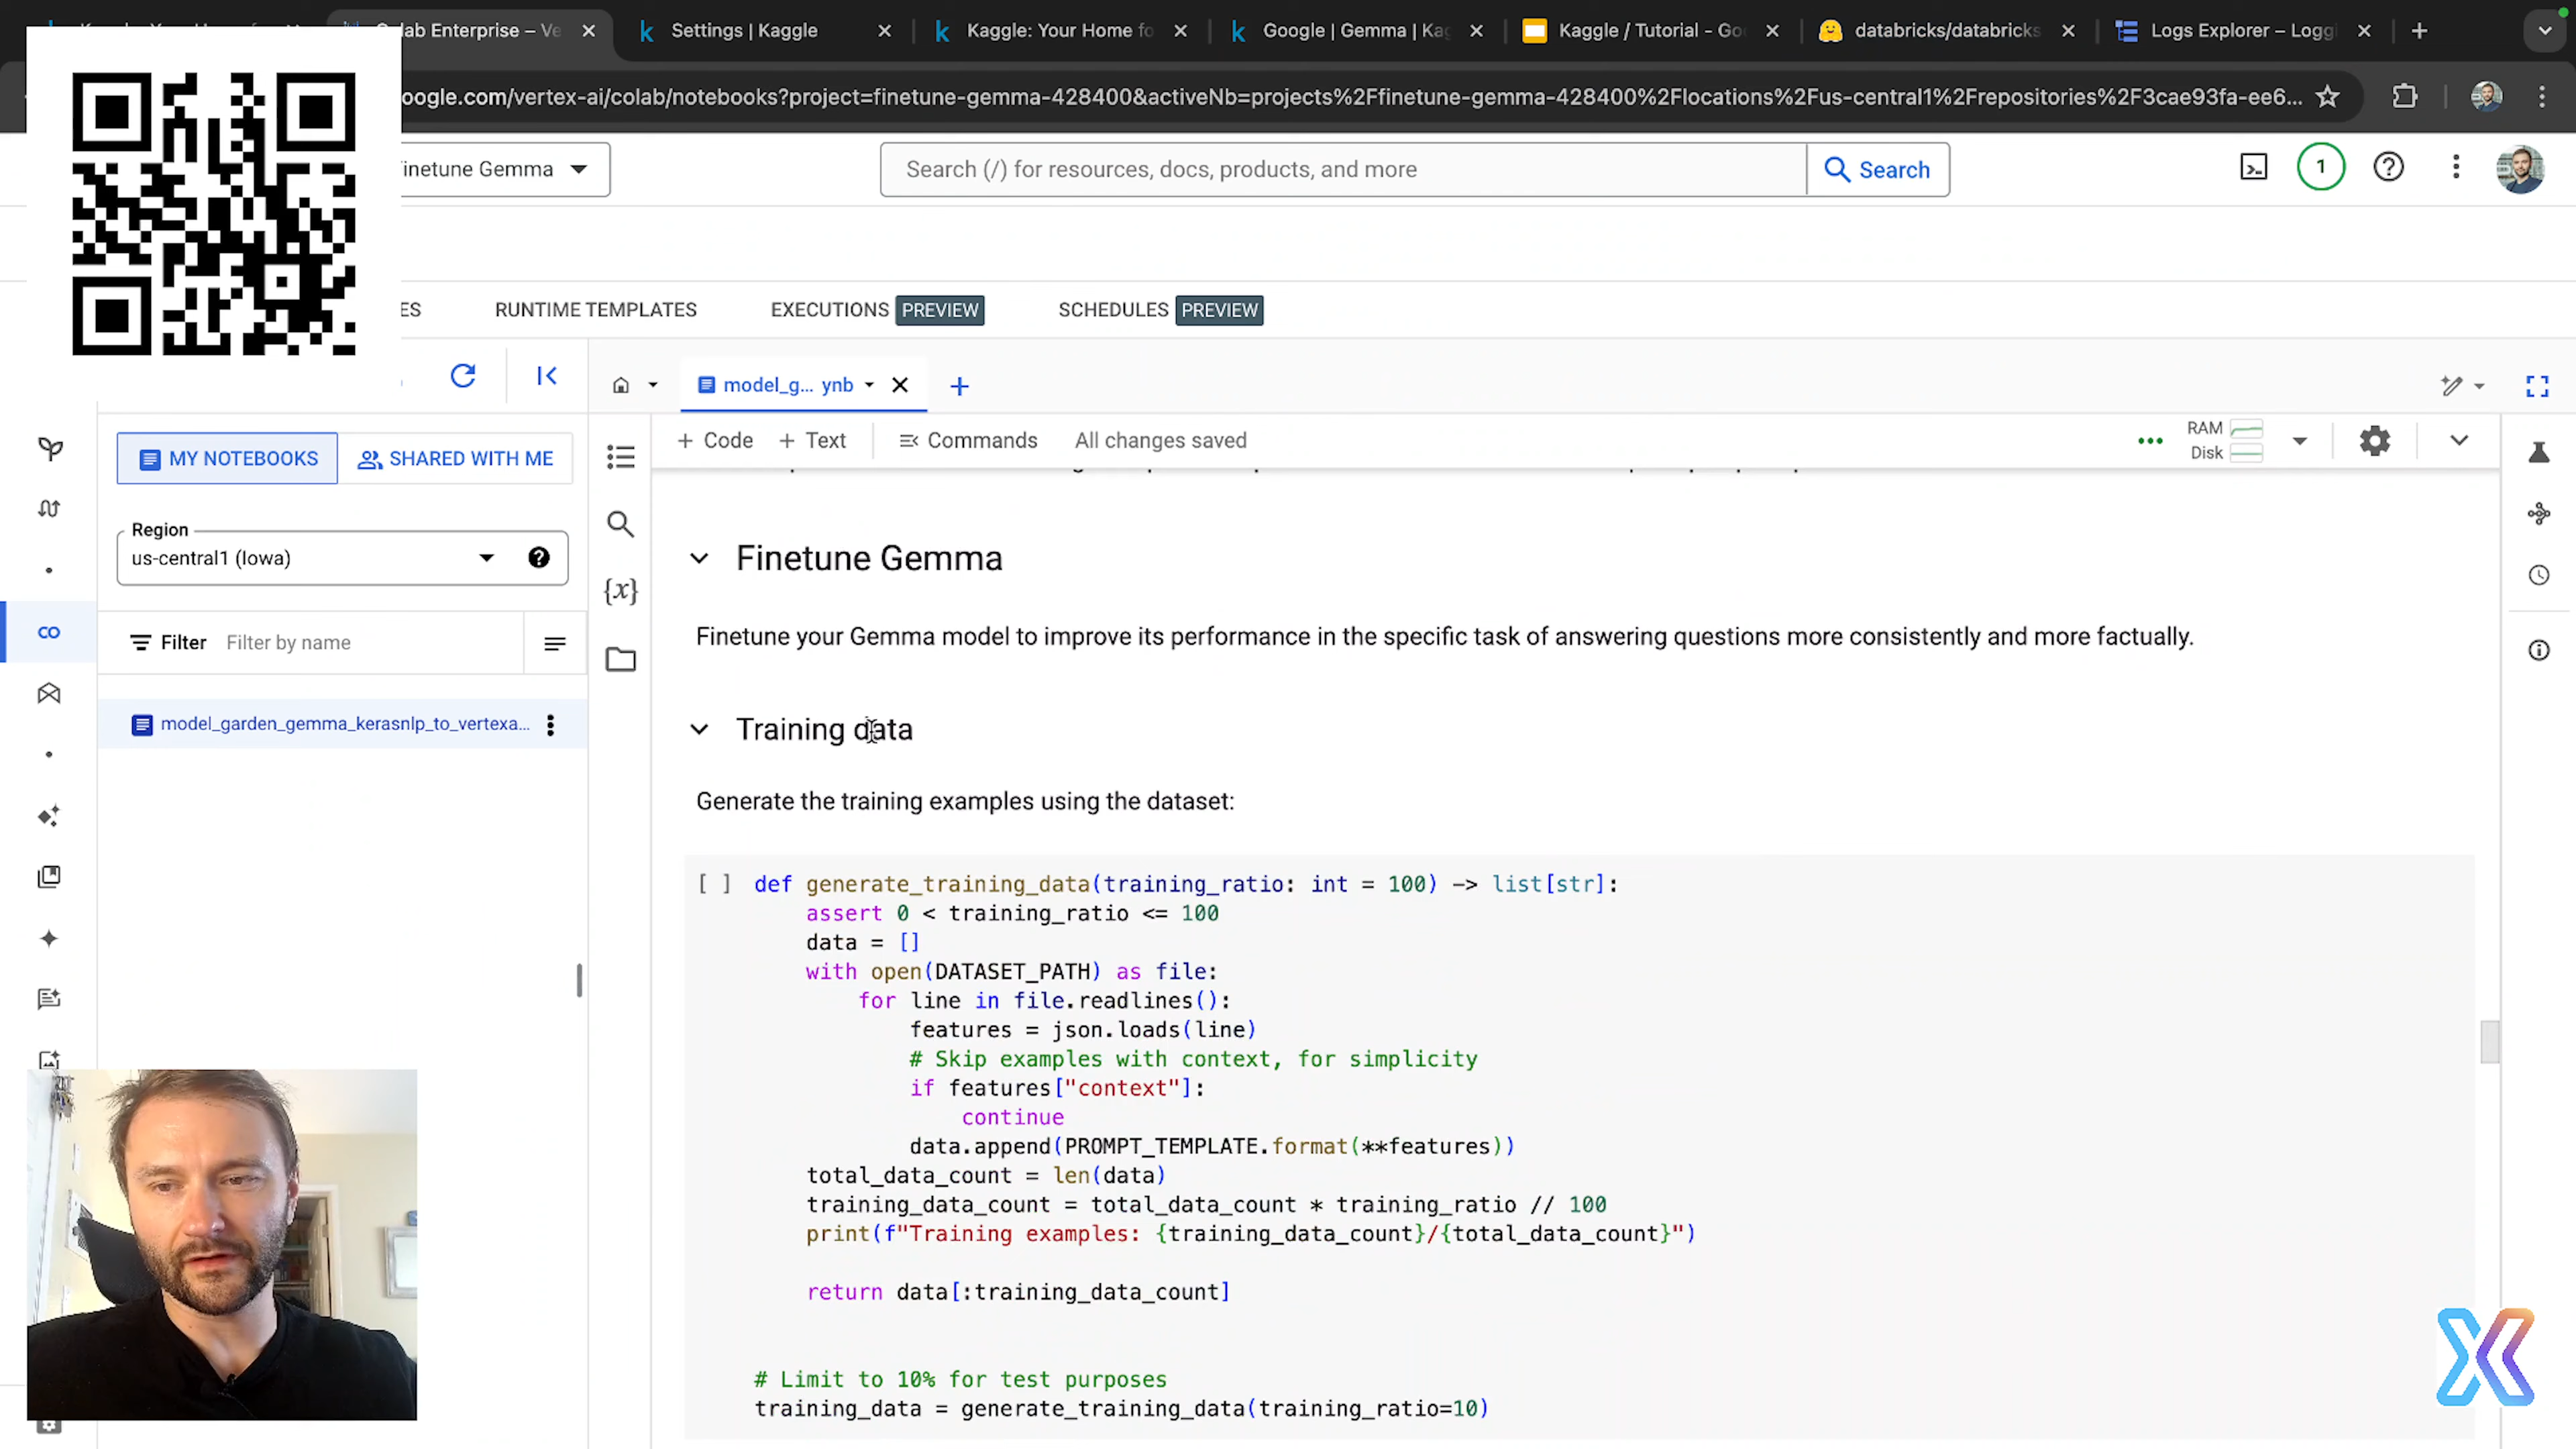 Colab Enterprise – Ve
Settings | Kaggle
Kaggle: Your Home fo
Google | Gemma | Kag
Kaggle / Tutorial - Go
databricks/databricks
Logs Explorer – Loggi
oogle.com/vertex-ai/colab/notebooks?project=finetune-gemma-428400&activeNb=projects%2Ffinetune-gemma-428400%2Flocations%2Fus-central1%2Frepositories%2F3cae93fa-ee6...
inetune Gemma
Search (/) for resources, docs, products, and more
Search
1
ES
RUNTIME TEMPLATES
EXECUTIONS PREVIEW
SCHEDULES PREVIEW
model_g... ynb
+ Code + Text
Commands
All changes saved
RAM
Disk
MY NOTEBOOKS
SHARED WITH ME
Region
us-central1 (Iowa)
Filter Filter by name
model_garden_gemma_kerasnlp_to_vertexa...
Finetune Gemma
Finetune your Gemma model to improve its performance in the specific task of answering questions more consistently and more factually.
Training data
Generate the training examples using the dataset:
[ ] def generate_training_data(training_ratio: int = 100) -> list[str]:
assert 0 < training_ratio <= 100
data = []
with open(DATASET_PATH) as file:
for line in file.readlines():
features = json.loads(line)
# Skip examples with context, for simplicity
if features["context"]:
continue
data.append(PROMPT_TEMPLATE.format(**features))
total_data_count = len(data)
training_data_count = total_data_count * training_ratio // 100
print(f"Training examples: {training_data_count}/{total_data_count}")
return data[:training_data_count]
# Limit to 10% for test purposes
training_data = generate_training_data(training_ratio=10)